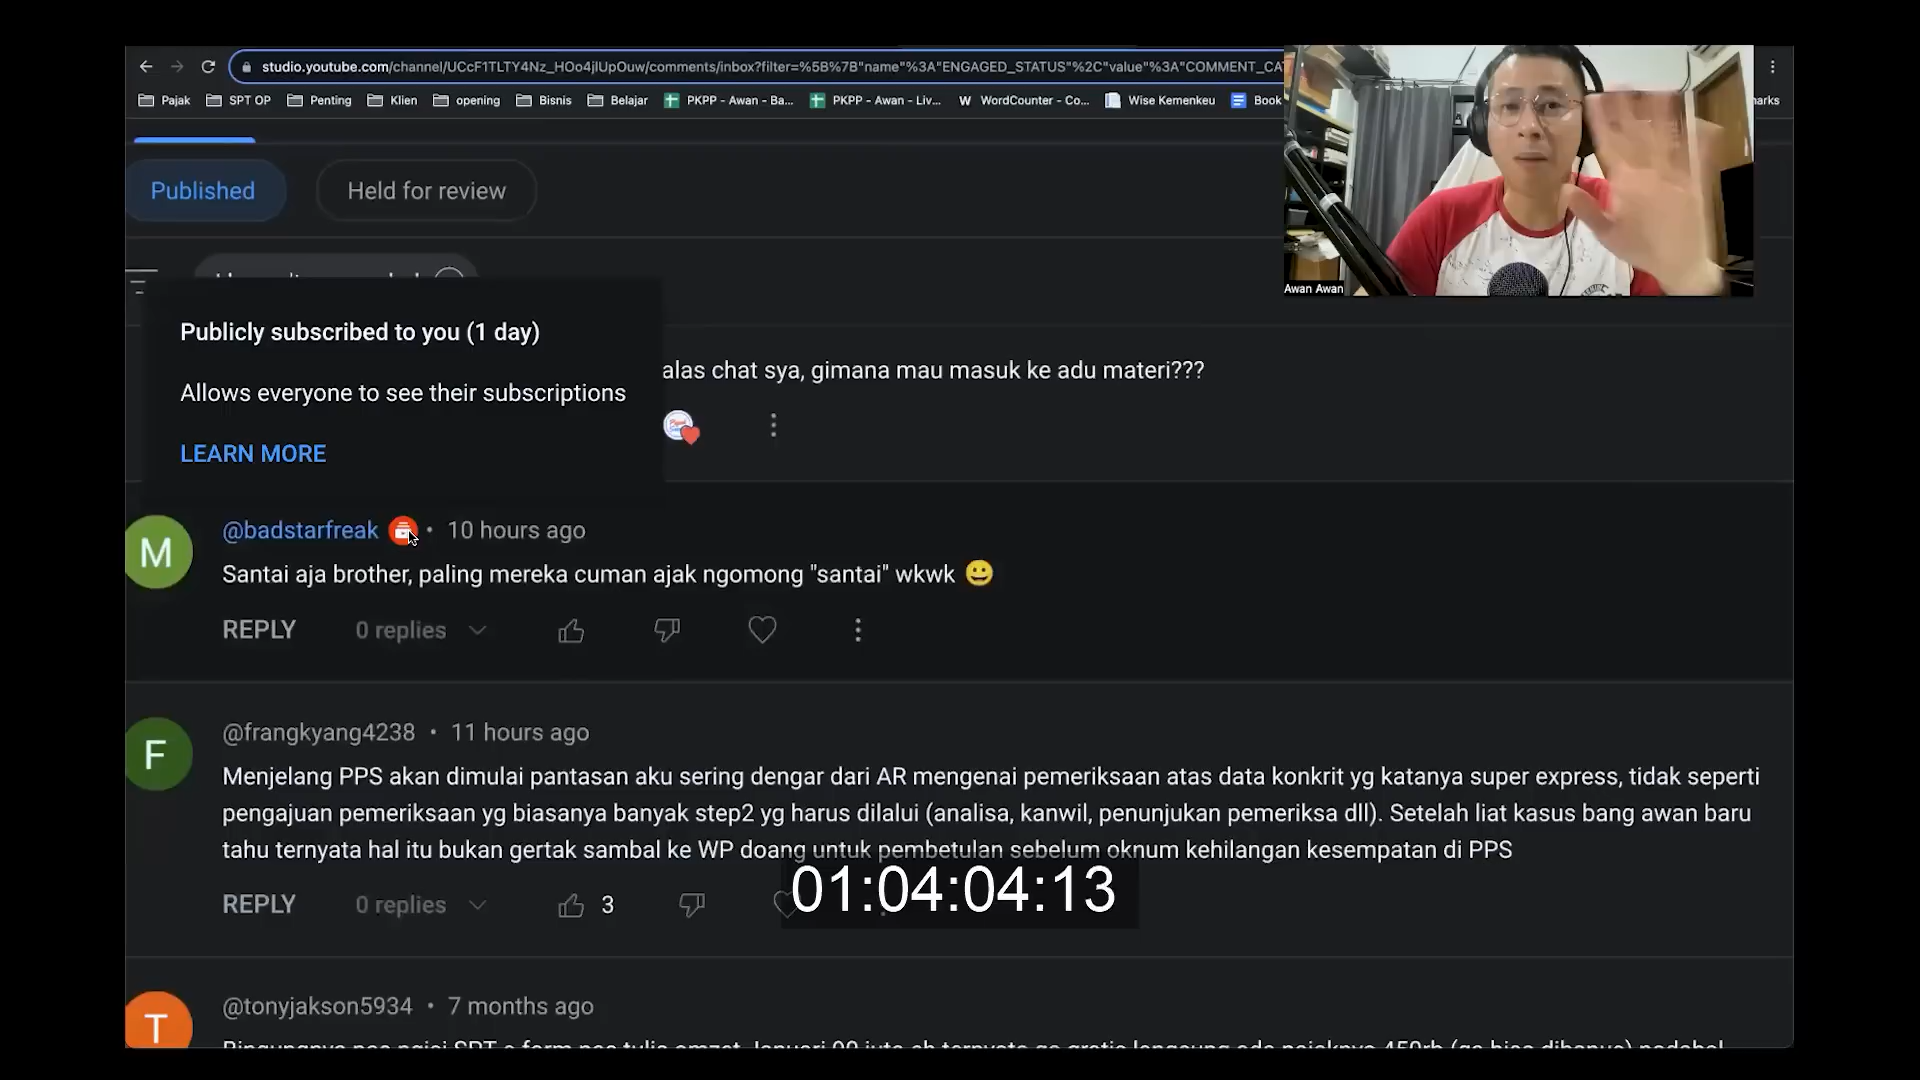 studio.youtube.com/channel/UCcF1TLTY4Nz_HOo4jlUpOuw/comments/inbox?filter=%5B%7B"name"%3A"ENGAGED_STATUS"%2C"value"%3A"COMMENT_CA
Pajak SPT OP Penting Klien opening Bisnis Belajar PKPP - Awan - Ba... PKPP - Awan - Liv... W WordCounter - Co... Wise Kemenkeu Book marks
Awan Awan
Published Held for review
Publicly subscribed to you (1 day)
Allows everyone to see their subscriptions
LEARN MORE
alas chat sya, gimana mau masuk ke adu materi???
M
@badstarfreak • 10 hours ago
Santai aja brother, paling mereka cuman ajak ngomong "santai" wkwk 😀
REPLY 0 replies
F
@frangkyang4238 • 11 hours ago
Menjelang PPS akan dimulai pantasan aku sering dengar dari AR mengenai pemeriksaan atas data konkrit yg katanya super express, tidak seperti
pengajuan pemeriksaan yg biasanya banyak step2 yg harus dilalui (analisa, kanwil, penunjukan pemeriksa dll). Setelah liat kasus bang awan baru
tahu ternyata hal itu bukan gertak sambal ke WP doang untuk pembetulan sebelum oknum kehilangan kesempatan di PPS
REPLY 0 replies 3
01:04:04:13
T
@tonyjakson5934 • 7 months ago